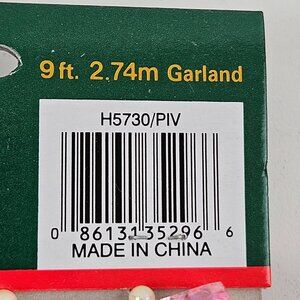 9 ft. 2.74m Garland
H5730/PIV
0 86131 35296 6
MADE IN CHINA